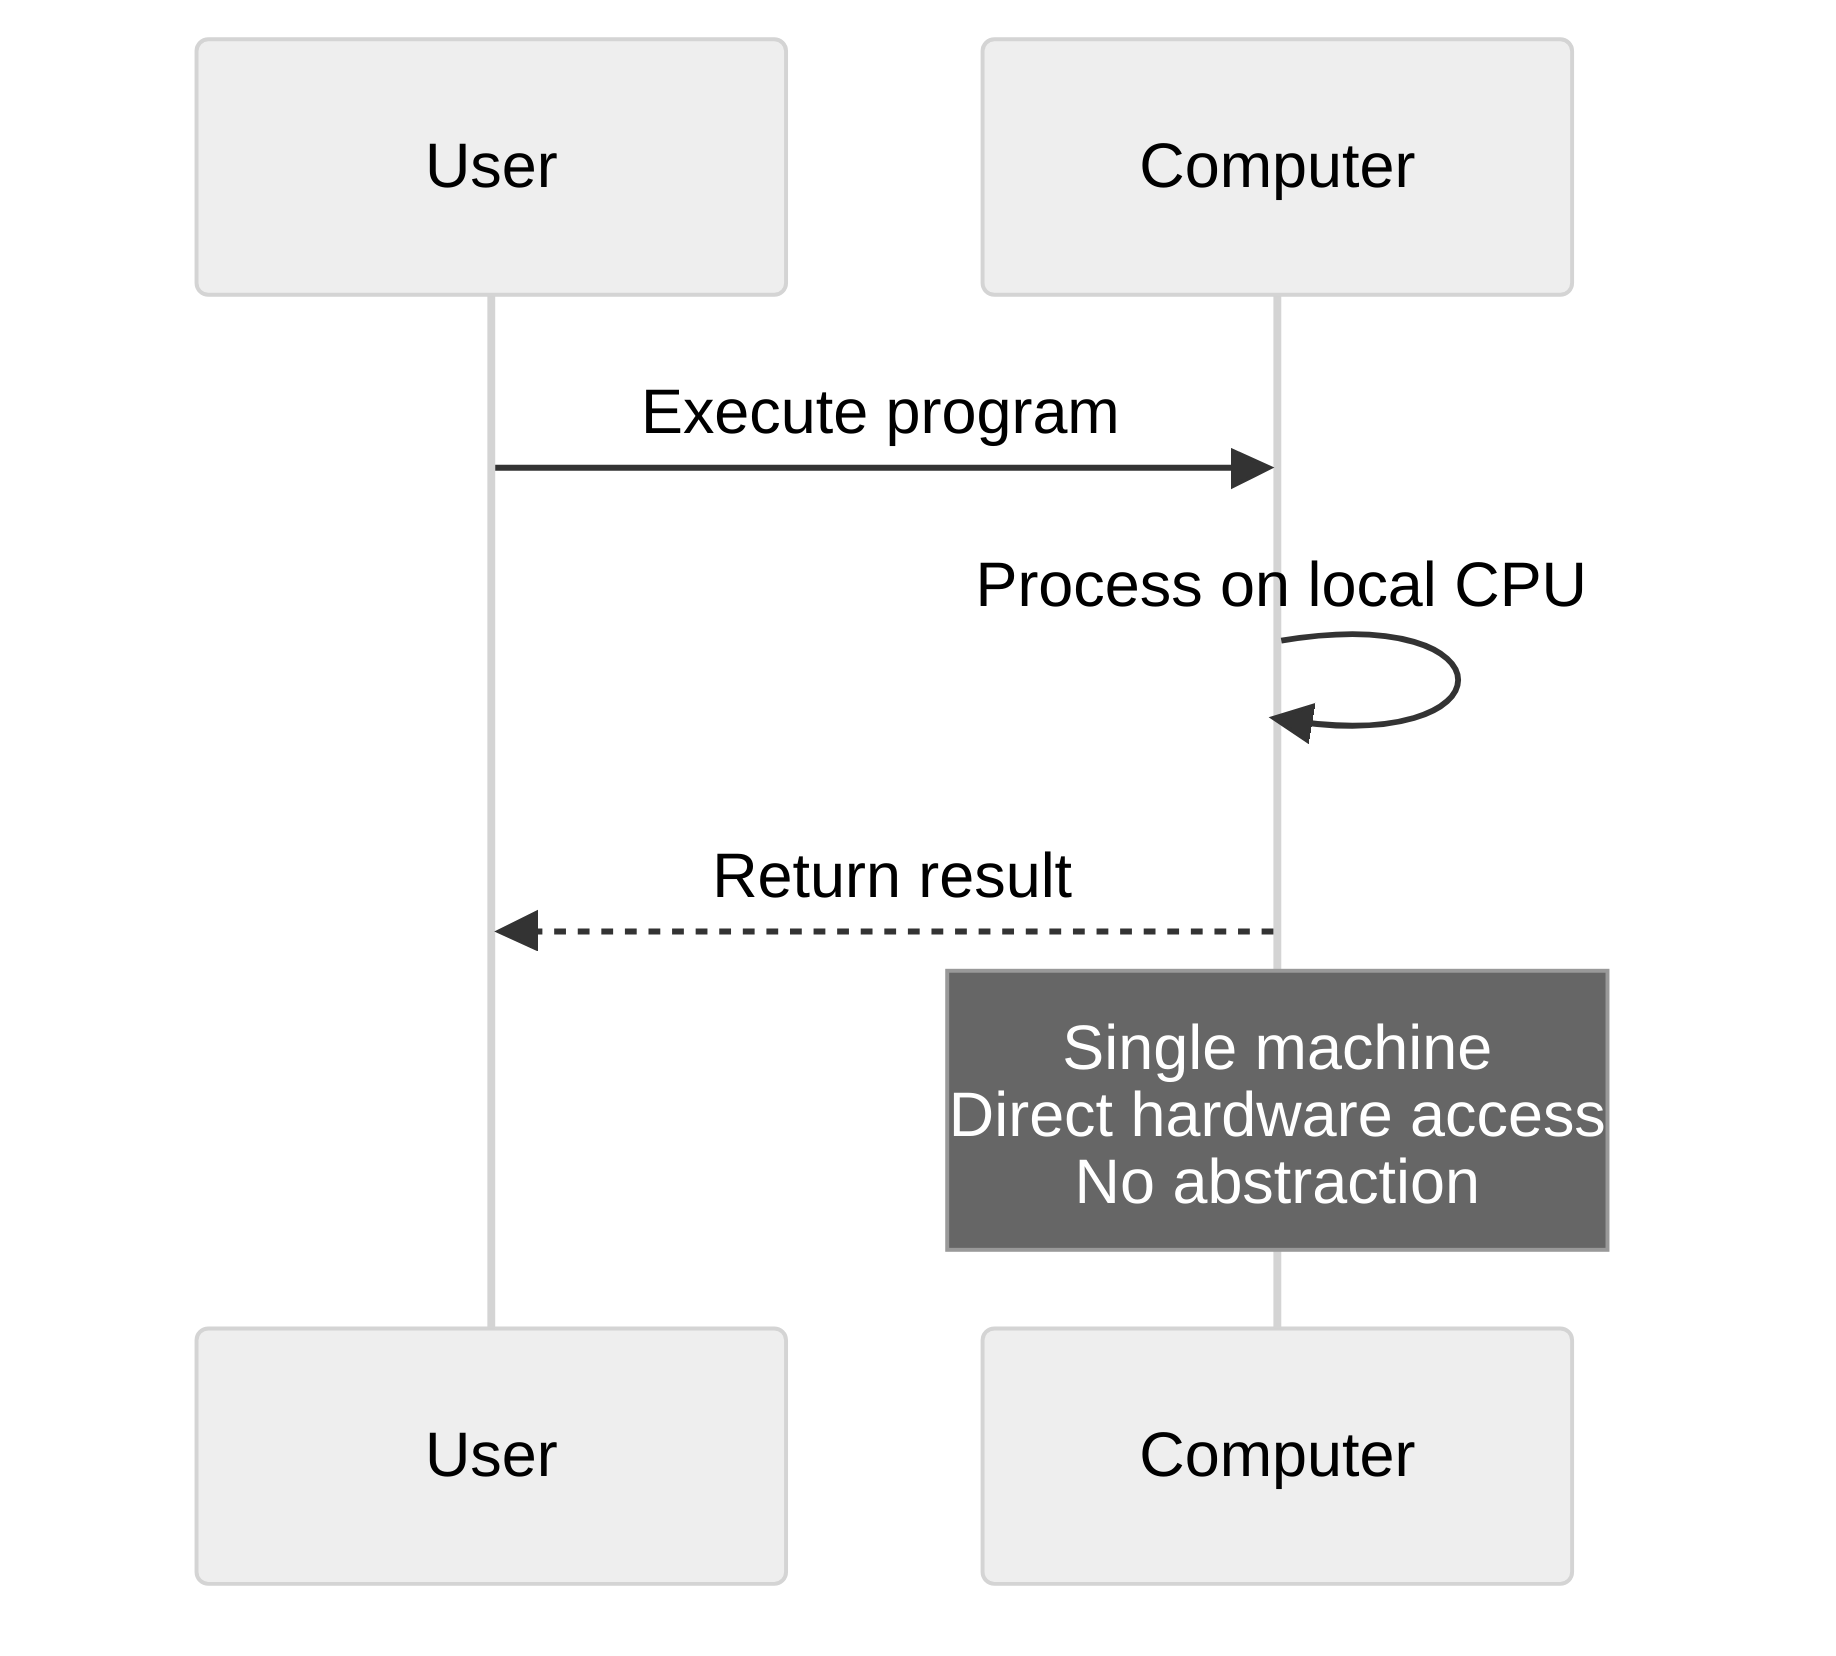 User
Computer
Execute program
Process on local CPU
Return result
Single machine
Direct hardware access
No abstraction
User
Computer